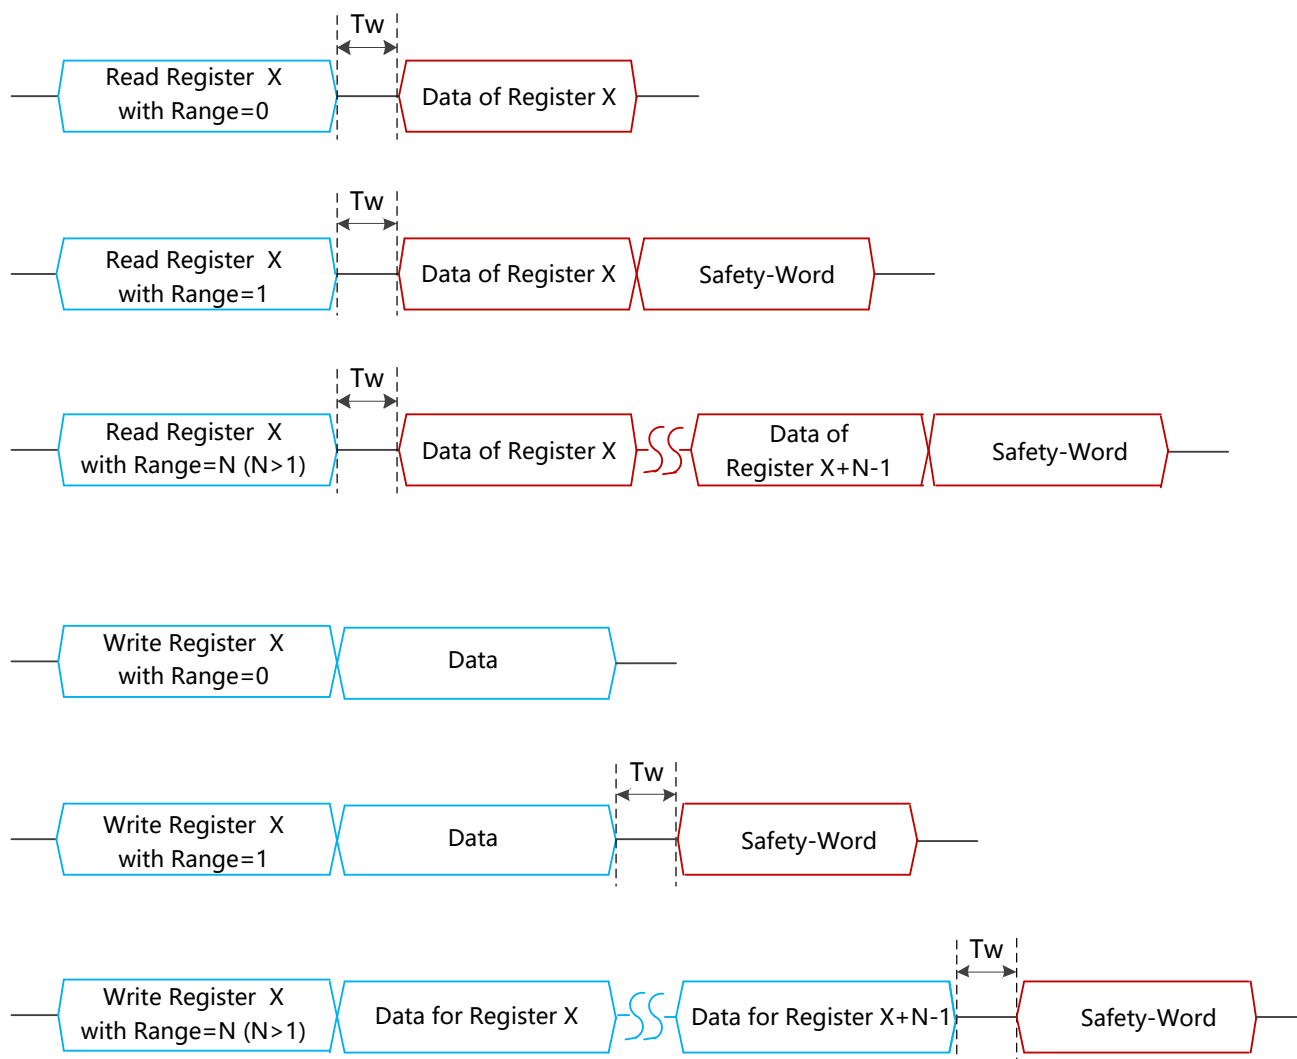 Tw
Read Register X
with Range=0
Data of Register X
Tw
Read Register X
with Range=1
Data of Register X
Safety-Word
Tw
Read Register X
with Range=N (N>1)
Data of Register X
Data of
Register X+N-1
Safety-Word
Write Register X
with Range=0
Data
Tw
Write Register X
with Range=1
Data
Safety-Word
Tw
Write Register X
with Range=N (N>1)
Data for Register X
Data for Register X+N-1
Safety-Word